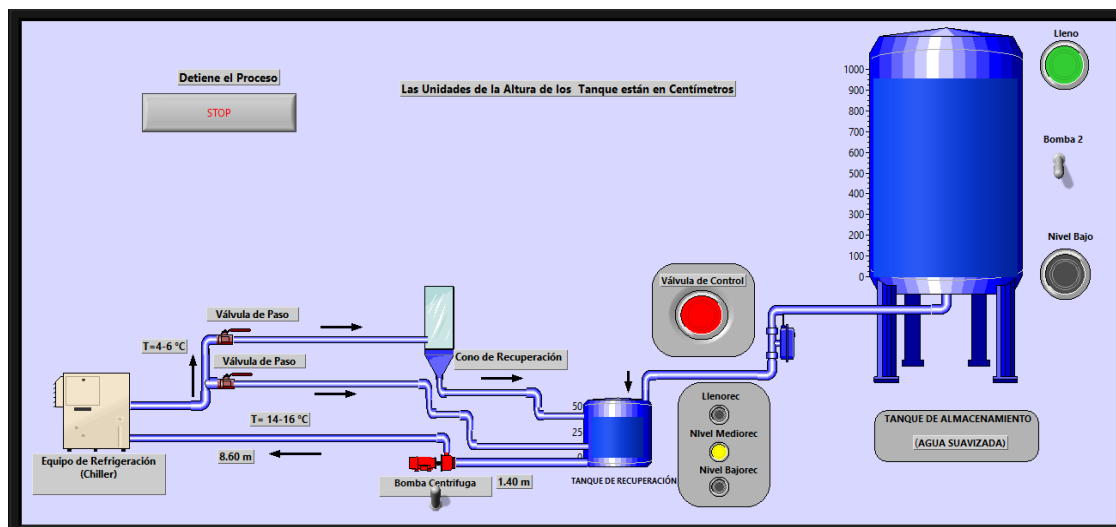 Detiene el Proceso
STOP
Las Unidades de la Altura de los Tanque están en Centímetros
Lleno
1000
900
800
700
600
500
400
300
200
100
0
Bomba 2
Nivel Bajo
Válvula de Control
Válvula de Paso
T=4-6 °C
Válvula de Paso
Cono de Recuperación
T= 14-16 °C
8.60 m
Equipo de Refrigeración
(Chiller)
Bomba Centrifuga
1.40 m
50
25
0
TANQUE DE RECUPERACIÓN
Llenorec
NIvel Mediorec
Nivel Bajorec
TANQUE DE ALMACENAMIENTO
(AGUA SUAVIZADA)